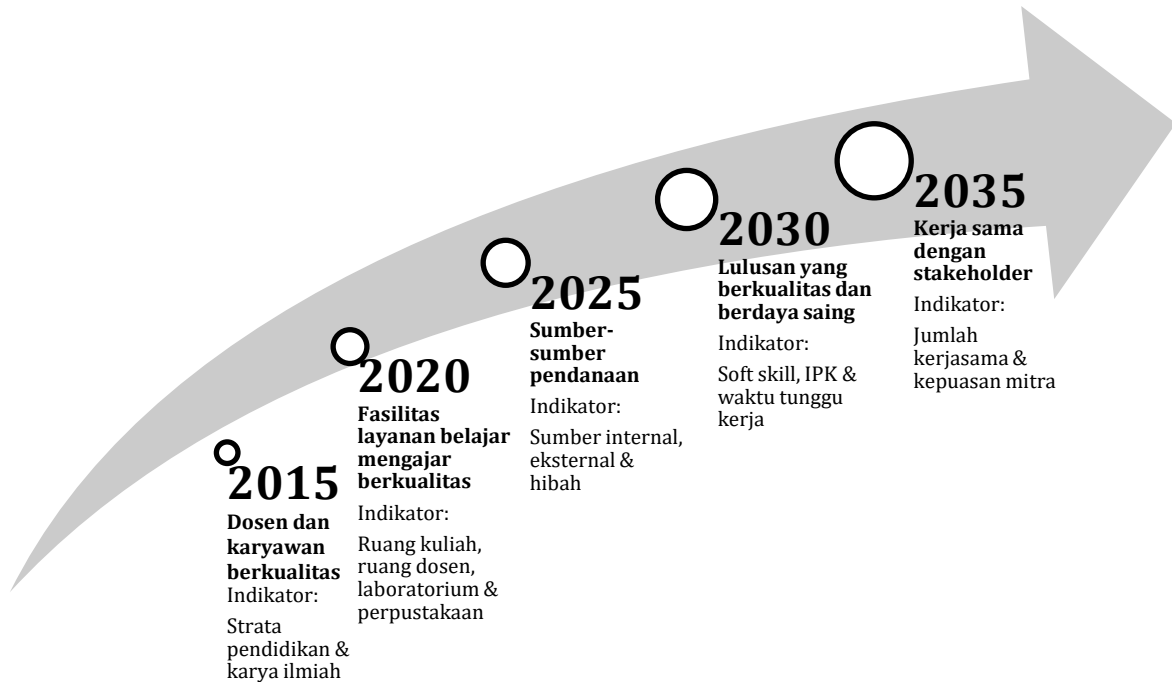 2015
Dosen dan
karyawan
berkualitas
Indikator:
Strata
pendidikan &
karya ilmiah
2020
Fasilitas
layanan belajar
mengajar
berkualitas
Indikator:
Ruang kuliah,
ruang dosen,
laboratorium &
perpustakaan
2025
Sumber-
sumber
pendanaan
Indikator:
Sumber internal,
eksternal &
hibah
2030
Lulusan yang
berkualitas dan
berdaya saing
Indikator:
Soft skill, IPK &
waktu tunggu
kerja
2035
Kerja sama
dengan
stakeholder
Indikator:
Jumlah
kerjasama &
kepuasan mitra